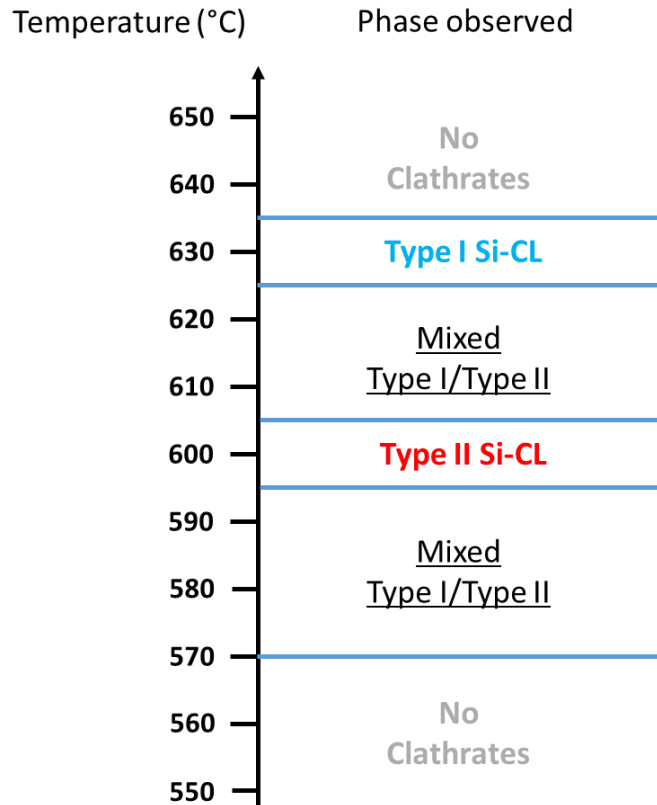 Temperature (°C) Phase observed
650
No
Clathrates
640
630 Type I Si-CL
620
Mixed
Type I/Type II
610
600 Type II Si-CL
590
Mixed
Type I/Type II
580
570
560
No
Clathrates
550